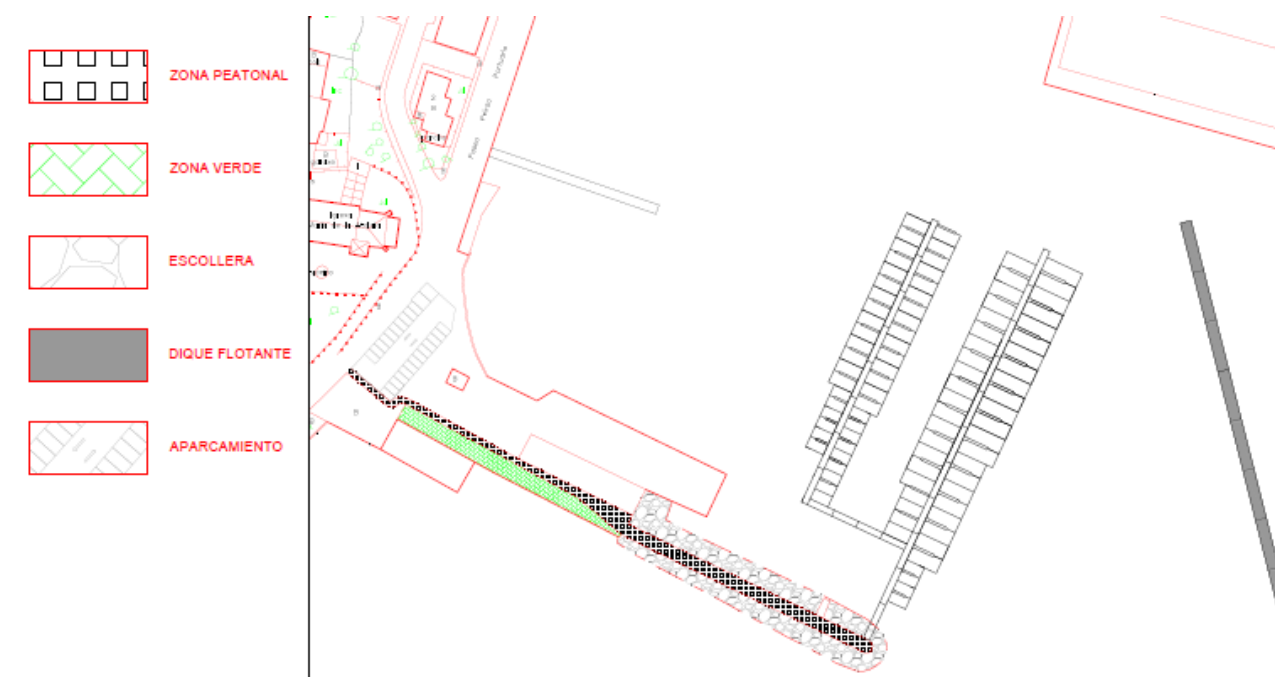 ZONA PEATONAL
ZONA VERDE
ESCOLLERA
DIQUE FLOTANTE
APARCAMIENTO